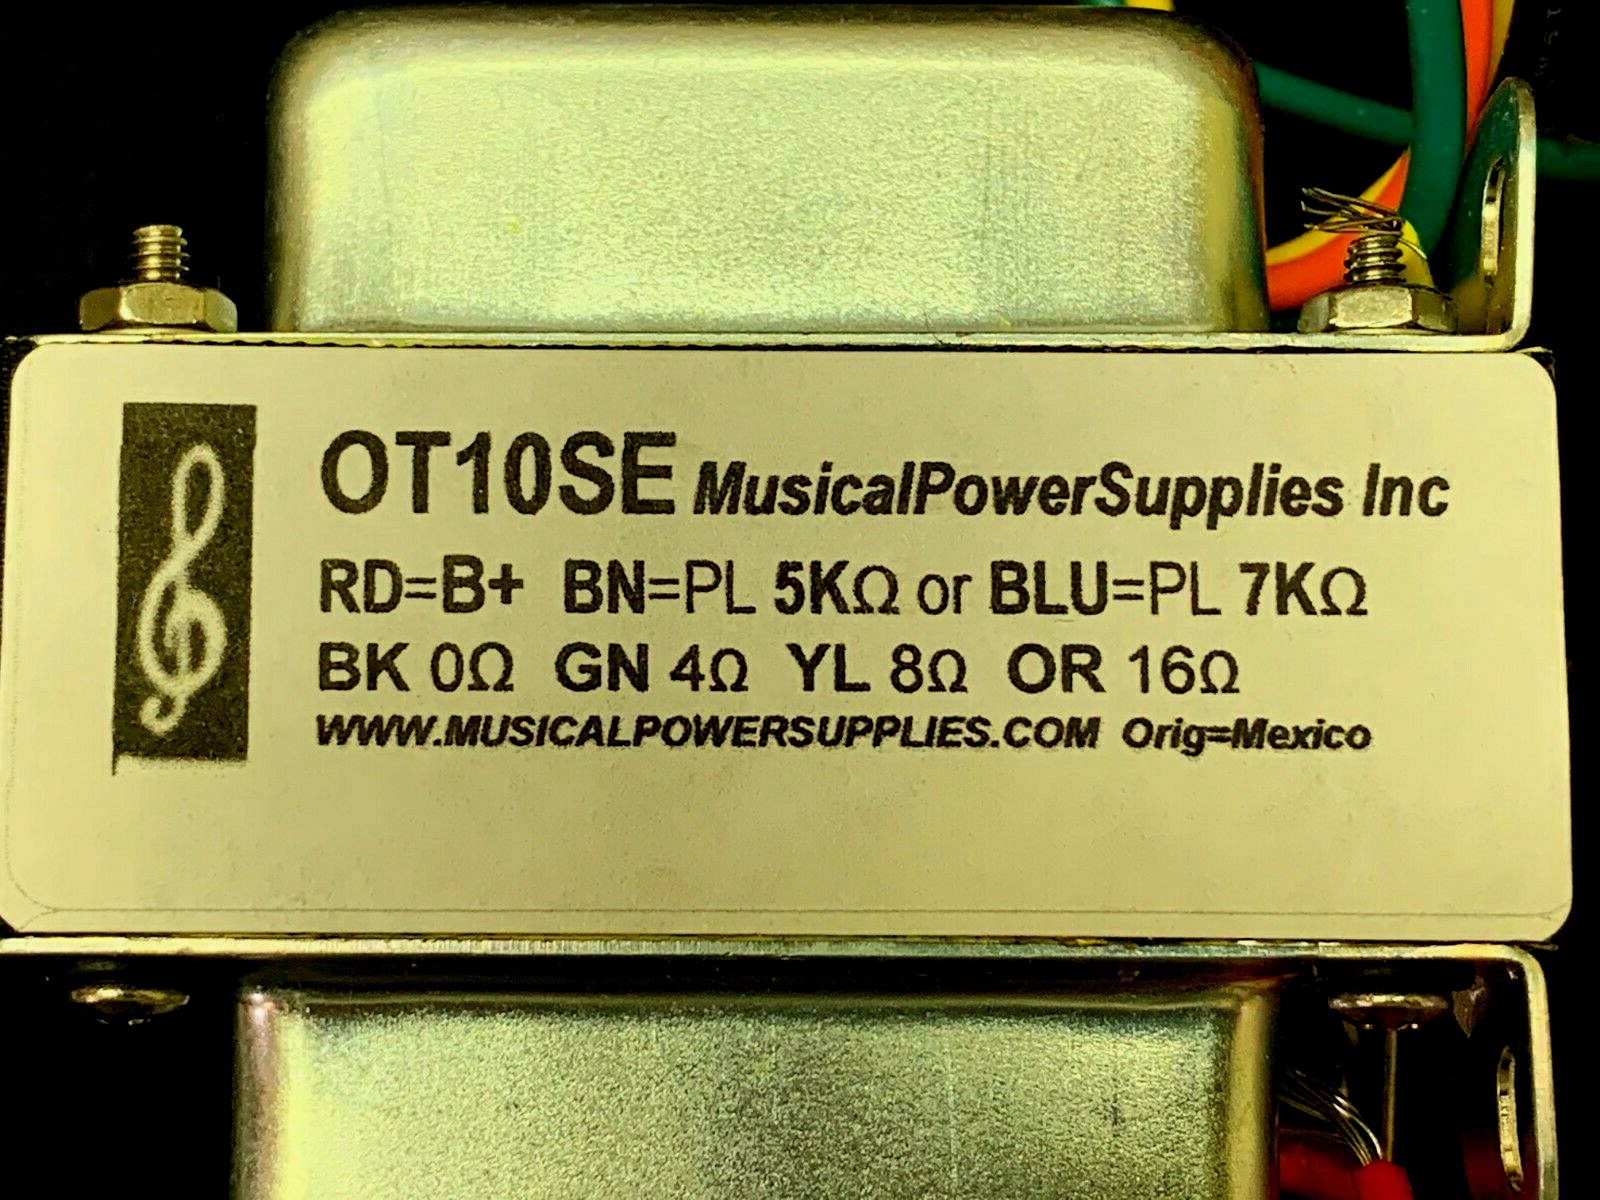 OT10SE MusicalPowerSupplies Inc
RD=B+ BN=PL 5KΩ or BLU=PL 7KΩ
BK 0Ω GN 4Ω YL 8Ω OR 16Ω
WWW.MUSICALPOWERSUPPLIES.COM Orig=Mexico